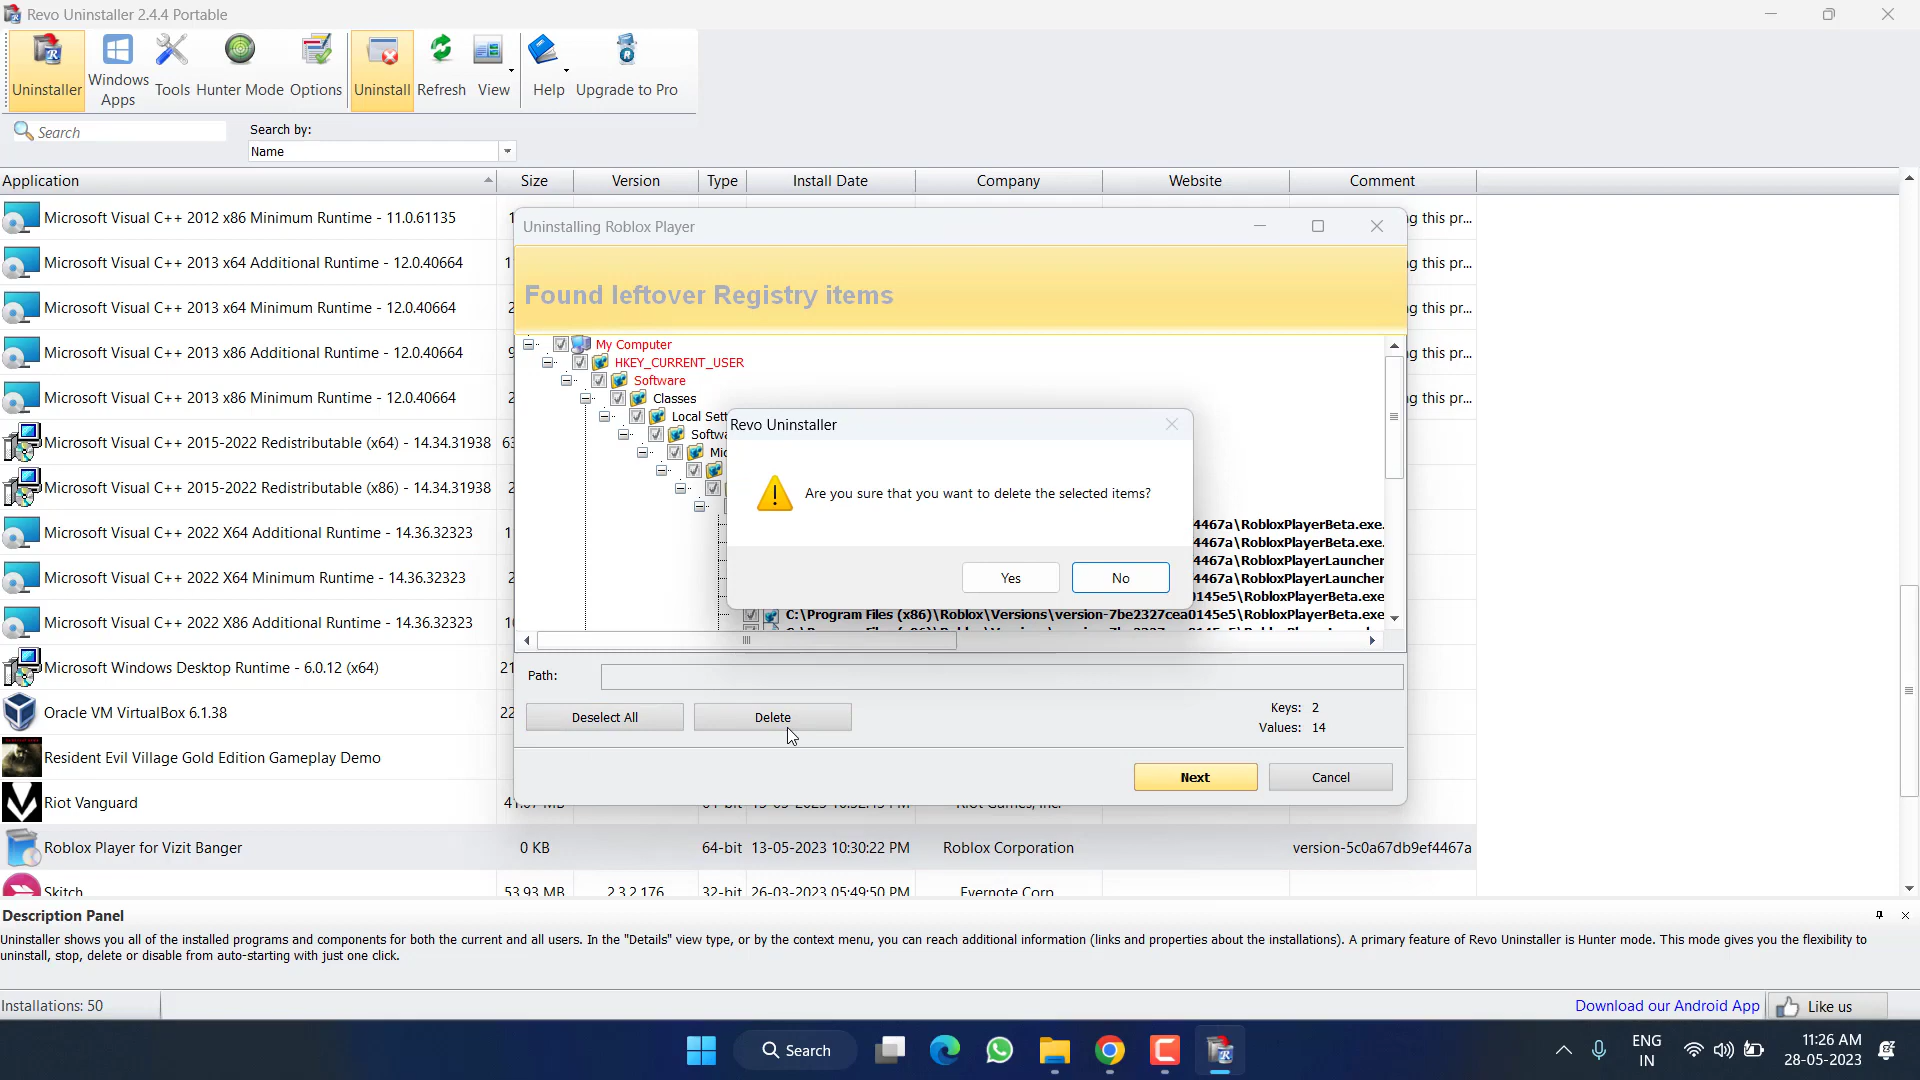 Revo Uninstaller 2.4.4 Portable
Uninstaller
Windows Apps
Tools
Hunter Mode
Options
Uninstall
Refresh
View
Help
Upgrade to Pro
Search
Search by:
Name
Application Size Version Type Install Date Company Website Comment
Microsoft Visual C++ 2012 x86 Minimum Runtime - 11.0.61135
g this pr...
Microsoft Visual C++ 2013 x64 Additional Runtime - 12.0.40664
g this pr...
Microsoft Visual C++ 2013 x64 Minimum Runtime - 12.0.40664
g this pr...
Microsoft Visual C++ 2013 x86 Additional Runtime - 12.0.40664
g this pr...
Microsoft Visual C++ 2013 x86 Minimum Runtime - 12.0.40664
g this pr...
Microsoft Visual C++ 2015-2022 Redistributable (x64) - 14.34.31938
Microsoft Visual C++ 2015-2022 Redistributable (x86) - 14.34.31938
Microsoft Visual C++ 2022 X64 Additional Runtime - 14.36.32323
Microsoft Visual C++ 2022 X64 Minimum Runtime - 14.36.32323
Microsoft Visual C++ 2022 X86 Additional Runtime - 14.36.32323
Microsoft Windows Desktop Runtime - 6.0.12 (x64)
Oracle VM VirtualBox 6.1.38
Resident Evil Village Gold Edition Gameplay Demo
Riot Vanguard
Roblox Player for Vizit Banger 0 KB 64-bit 13-05-2023 10:30:22 PM Roblox Corporation version-5c0a67db9ef4467a
Skitch 53.93 MB 2.3.2.176 32-bit 26-03-2023 05:49:50 PM Evernote Corp
Uninstalling Roblox Player
Found leftover Registry items
My Computer
HKEY_CURRENT_USER
Software
Classes
Local Sett
Softwa
Mic
4467a\RobloxPlayerBeta.exe.
4467a\RobloxPlayerBeta.exe.
4467a\RobloxPlayerLauncher
4467a\RobloxPlayerLauncher
0145e5\RobloxPlayerBeta.exe
C:\Program Files (x86)\Roblox\Versions\version-7be2327cea0145e5\RobloxPlayerBeta.exe
Revo Uninstaller
Are you sure that you want to delete the selected items?
Yes
No
Path:
Deselect All
Delete
Keys: 2
Values: 14
Next
Cancel
Description Panel
Uninstaller shows you all of the installed programs and components for both the current and all users. In the "Details" view type, or by the context menu, you can reach additional information (links and properties about the installations). A primary feature of Revo Uninstaller is Hunter mode. This mode gives you the flexibility to
uninstall, stop, delete or disable from auto-starting with just one click.
Installations: 50
Download our Android App
Like us
Search
ENG
IN
11:26 AM
28-05-2023